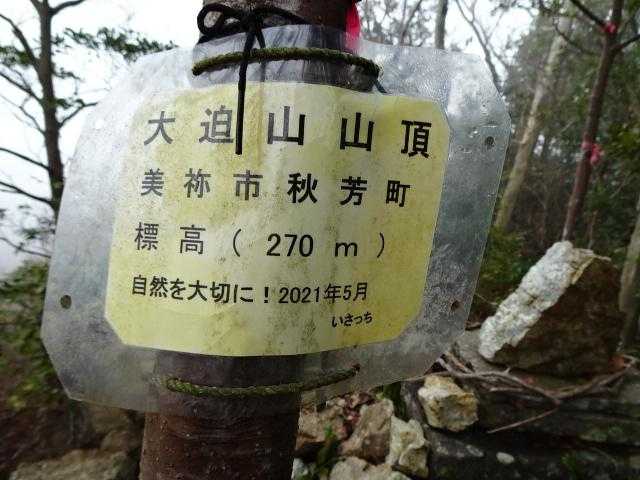 大迫山山頂
美祢市秋芳町
標高（ 270 ｍ ）
自然を大切に！2021年5月
いさっち